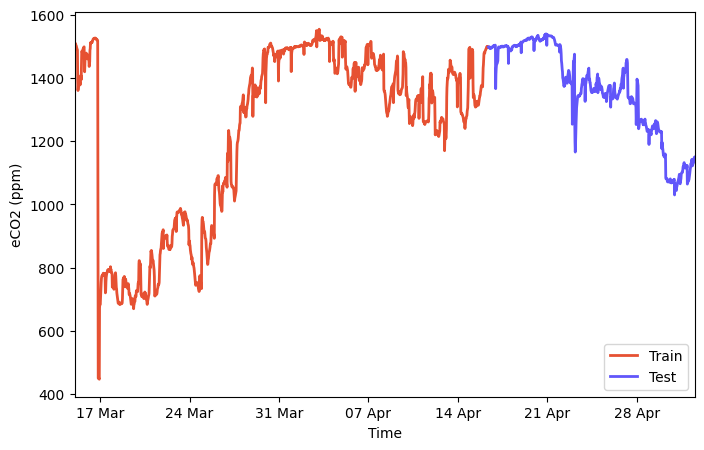 eCO2 (ppm)
1600
1400
1200
1000
800
600
400
17 Mar
24 Mar
31 Mar
07 Apr
14 Apr
21 Apr
28 Apr
Time
Train
Test